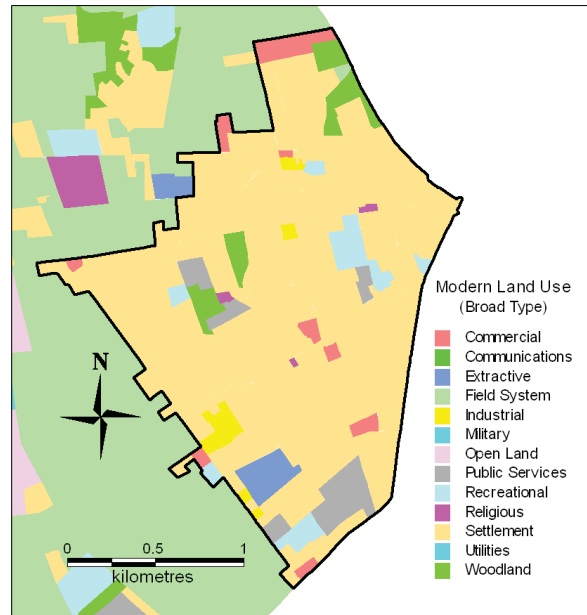 Modern Land Use
(Broad Type)
Commercial
Communications
Extractive
Field System
Industrial
Military
Open Land
Public Services
Recreational
Religious
Settlement
Utilities
Woodland
N
0 0.5 1
kilometres